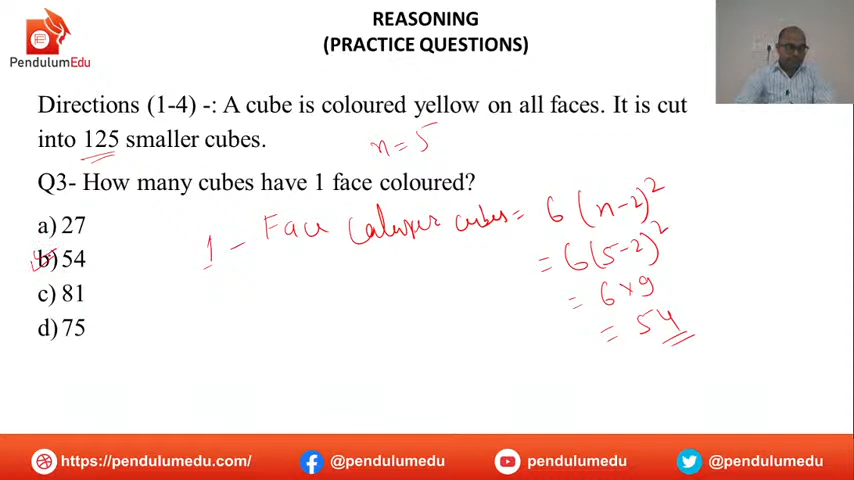 REASONING
(PRACTICE QUESTIONS)
PendulumEdu
Directions (1-4) -: A cube is coloured yellow on all faces. It is cut
into 125 smaller cubes.
n = 5
Q3- How many cubes have 1 face coloured?
a) 27
b) 54
c) 81
d) 75
1 - Face cubes = 6 (n-2)²
= 6(5-2)²
= 6×9
= 54
https://pendulumedu.com/
@pendulumedu
pendulumedu
@pendulumedu